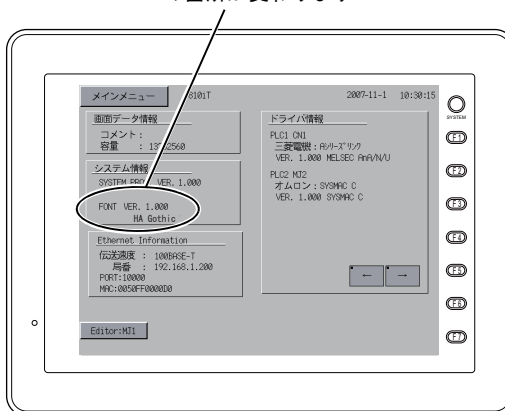 メインメニュー
8101T
2007-11-1 10:30:15
画面データ情報
コメント：
容量 :
システム情報
VER. 1.000
FONT VER. 1.000
HA Gothic
Ethernet Information
伝送速度 : 100BASE-T
局番 : 192.168.1.200
PORT:10000
MAC:0050FF0000D0
Editor:MJ1
ドライバ情報
PLC1 CN1
三菱電機：Aｼﾘｰｽﾞﾘﾝｸ
VER. 1.000 MELSEC AnA/N/U
PLC2 MJ2
オムロン：SYSMAC C
VER. 1.000 SYSMAC C
← →
SYSTEM
F1
F2
F3
F4
F5
F6
F7